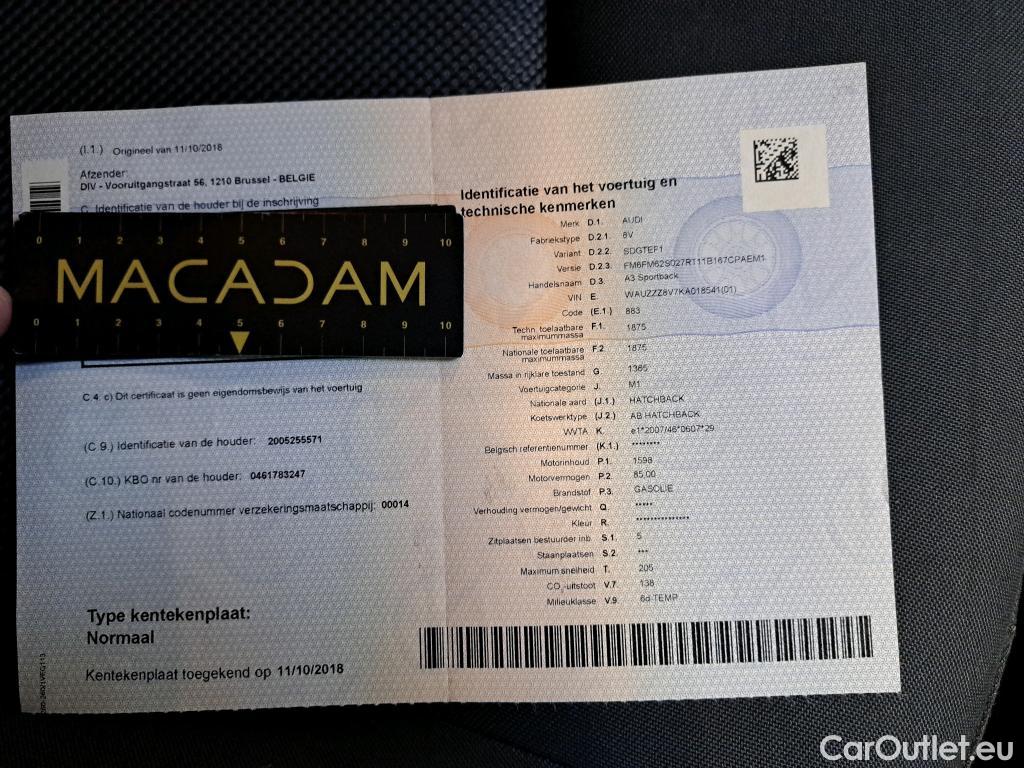 (I.1.) Origineel van 11/10/2018
Afzender:
DIV - Vooruitgangstraat 56, 1210 Brussel - BELGIE
C. Identificatie van de houder bij de inschrijving
0 1 2 3 4 5 6 7 8 9 10
MACADAM
0 1 2 3 4 5 6 7 8 9 10
C.4. c) Dit certificaat is geen eigendomsbewijs van het voertuig
(C.9.) Identificatie van de houder: 2005255571
(C.10.) KBO nr van de houder: 0461783247
(Z.1.) Nationaal codenummer verzekeringsmaatschappij: 00014
Type kentekenplaat:
Normaal
Kentekenplaat toegekend op 11/10/2018
Identificatie van het voertuig en
technische kenmerken
Merk D.1. AUDI
Fabriekstype D.2.1. 8V
Variant D.2.2. SDGTEF1
Versie D.2.3. FM6FM62S027RT11B167CPAEM1
Handelsnaam D.3. A3 Sportback
VIN E. WAUZZZ8V7KA018541(01)
Code (E.1.) 883
Techn. toelaatbare
maximummassa F.1. 1875
Nationale toelaatbare
maximummassa F.2. 1875
Massa in rijklare toestand G. 1365
Voertuigcategorie J. M1
Nationale aard (J.1.) HATCHBACK
Koetswerktype (J.2.) AB HATCHBACK
WVTA K. e1*2007/46*0607*29
Belgisch referentienummer (K.1.) ********
Motorinhoud P.1. 1598
Motorvermogen P.2. 85,00
Brandstof P.3. GASOLIE
Verhouding vermogen/gewicht Q. *****
Kleur R. ***************
Zitplaatsen bestuurder inb. S.1. 5
Staanplaatsen S.2. ***
Maximum snelheid T. 205
CO2-uitstoot V.7. 138
Milieuklasse V.9. 6d-TEMP
CarOutlet.eu